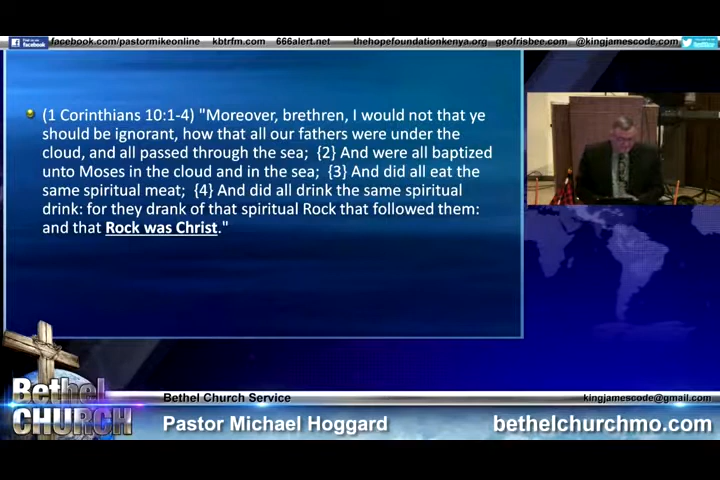 Find us on facebook facebook.com/pastormikeonline kbtrfm.com 666alert.net thehopefoundationkenya.org geofrisbee.com @kingjamescode.com twitter
(1 Corinthians 10:1-4) "Moreover, brethren, I would not that ye
should be ignorant, how that all our fathers were under the
cloud, and all passed through the sea; {2} And were all baptized
unto Moses in the cloud and in the sea; {3} And did all eat the
same spiritual meat; {4} And did all drink the same spiritual
drink: for they drank of that spiritual Rock that followed them:
and that Rock was Christ."
Bethel
CHURCH
Bethel Church Service
kingjamescode@gmail.com
Pastor Michael Hoggard
bethelchurchmo.com